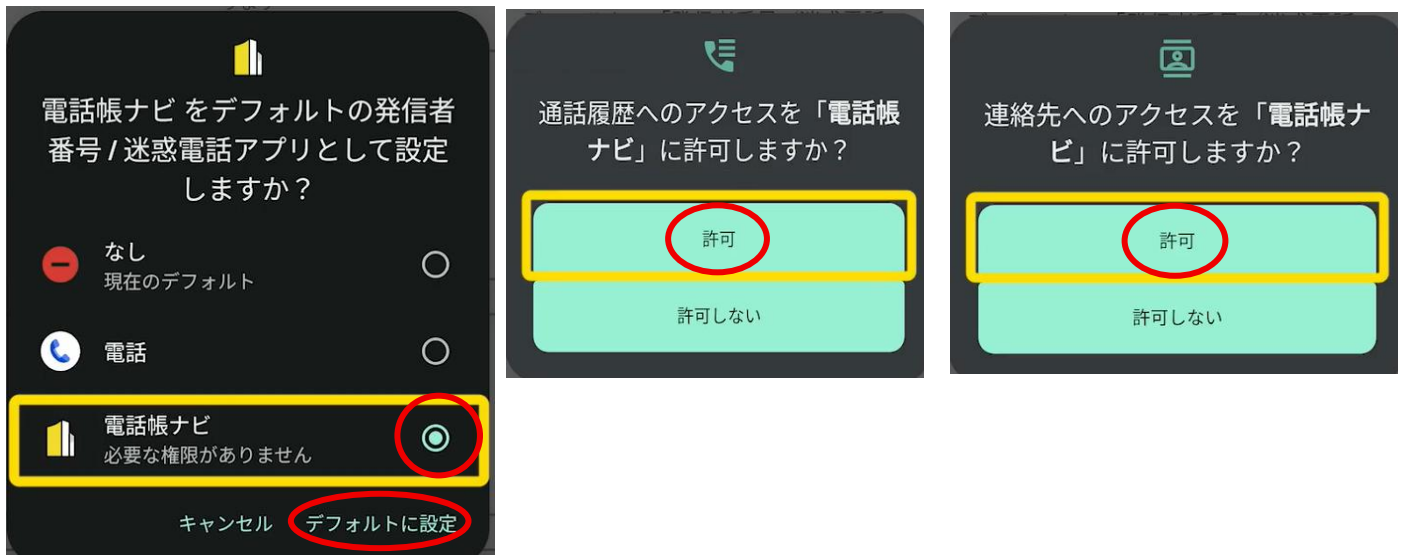 電話帳ナビ をデフォルトの発信者
番号 / 迷惑電話アプリとして設定
しますか？
なし
現在のデフォルト
電話
電話帳ナビ
必要な権限がありません
キャンセル
デフォルトに設定
通話履歴へのアクセスを「電話帳
ナビ」に許可しますか？
許可
許可しない
連絡先へのアクセスを「電話帳ナ
ビ」に許可しますか？
許可
許可しない